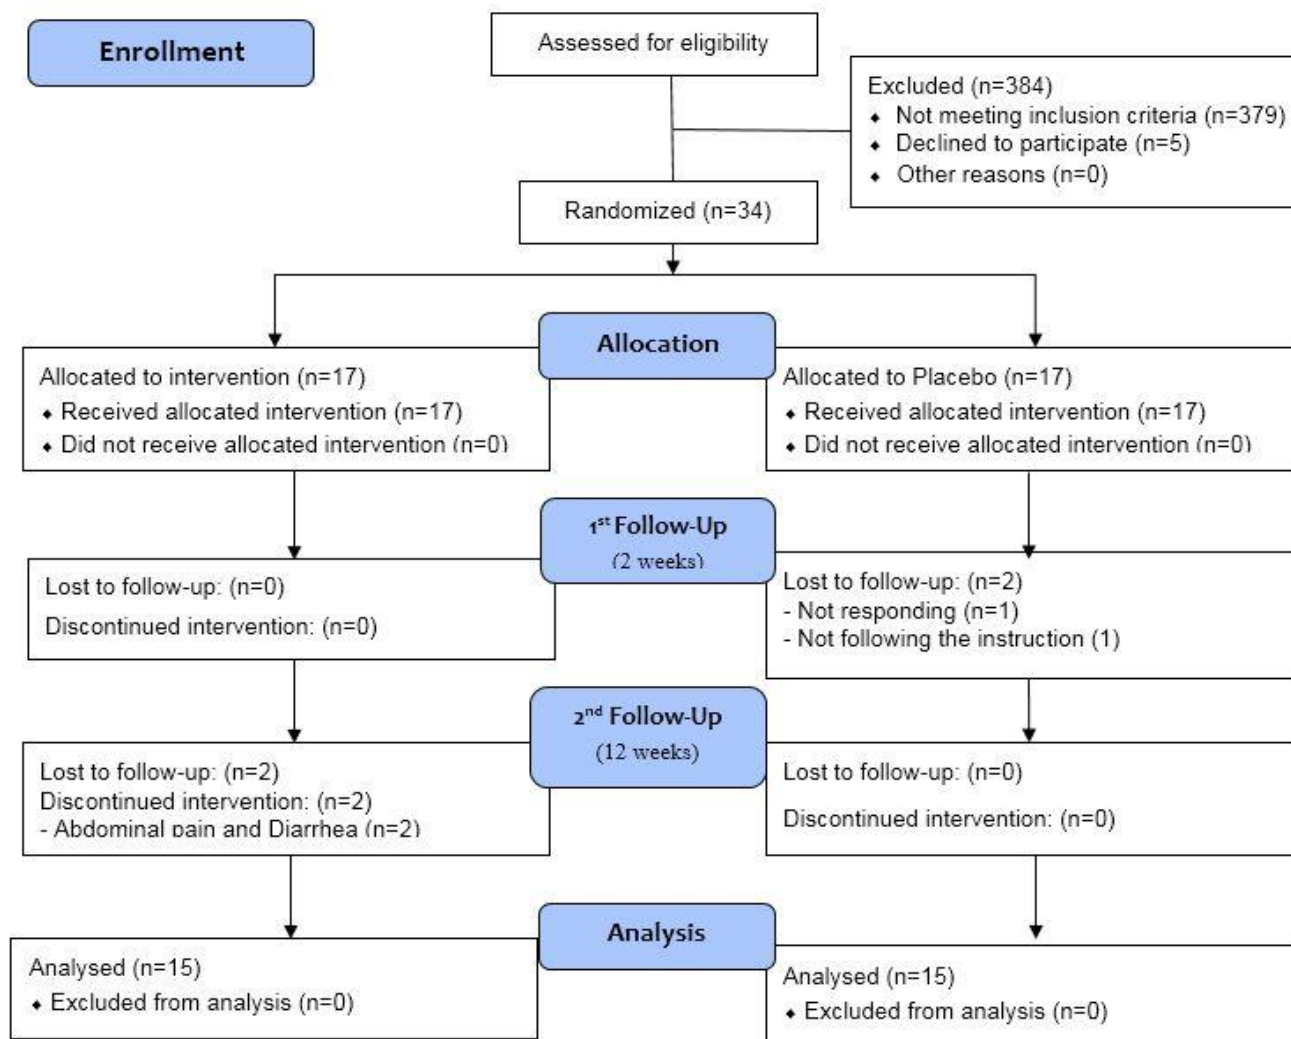 Enrollment
Assessed for eligibility
Excluded (n=384)
⬥ Not meeting inclusion criteria (n=379)
⬥ Declined to participate (n=5)
⬥ Other reasons (n=0)
Randomized (n=34)
Allocation
Allocated to intervention (n=17)
⬥ Received allocated intervention (n=17)
⬥ Did not receive allocated intervention (n=0)
Allocated to Placebo (n=17)
⬥ Received allocated intervention (n=17)
⬥ Did not receive allocated intervention (n=0)
1st Follow-Up
(2 weeks)
Lost to follow-up: (n=0)
Discontinued intervention: (n=0)
Lost to follow-up: (n=2)
- Not responding (n=1)
- Not following the instruction (1)
2nd Follow-Up
(12 weeks)
Lost to follow-up: (n=2)
Discontinued intervention: (n=2)
- Abdominal pain and Diarrhea (n=2)
Lost to follow-up: (n=0)
Discontinued intervention: (n=0)
Analysis
Analysed (n=15)
⬥ Excluded from analysis (n=0)
Analysed (n=15)
⬥ Excluded from analysis (n=0)